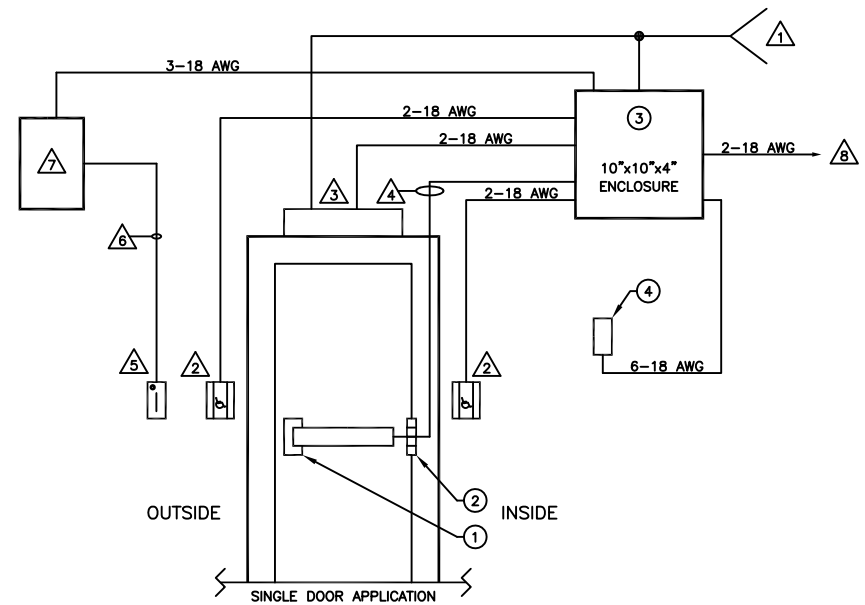 1
3-18 AWG
2-18 AWG
3
2-18 AWG
10"x10"x4"
ENCLOSURE
2-18 AWG
8
7
3
4
2-18 AWG
6
4
5
2
2
6-18 AWG
2
OUTSIDE
INSIDE
1
SINGLE DOOR APPLICATION